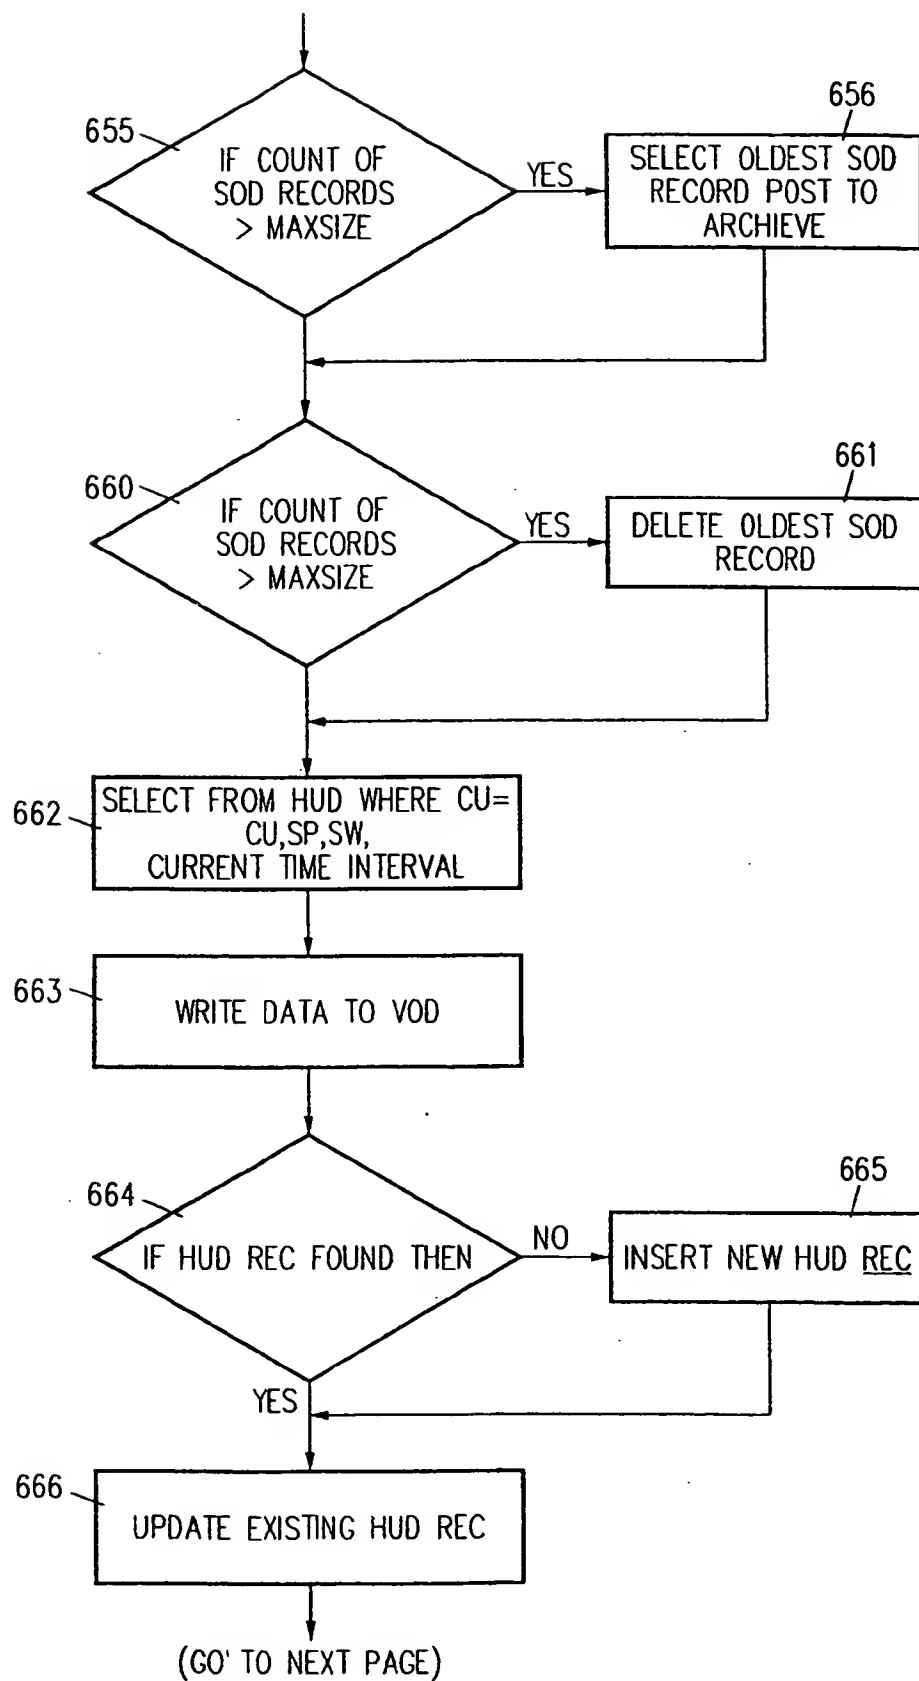 655
IF COUNT OF
SOD RECORDS
> MAXSIZE
YES
656
SELECT OLDEST SOD
RECORD POST TO
ARCHIEVE
660
IF COUNT OF
SOD RECORDS
> MAXSIZE
YES
661
DELETE OLDEST SOD
RECORD
662
SELECT FROM HUD WHERE CU=
CU,SP,SW,
CURRENT TIME INTERVAL
663
WRITE DATA TO VOD
664
IF HUD REC FOUND THEN
NO
665
INSERT NEW HUD REC
YES
666
UPDATE EXISTING HUD REC
(GO' TO NEXT PAGE)